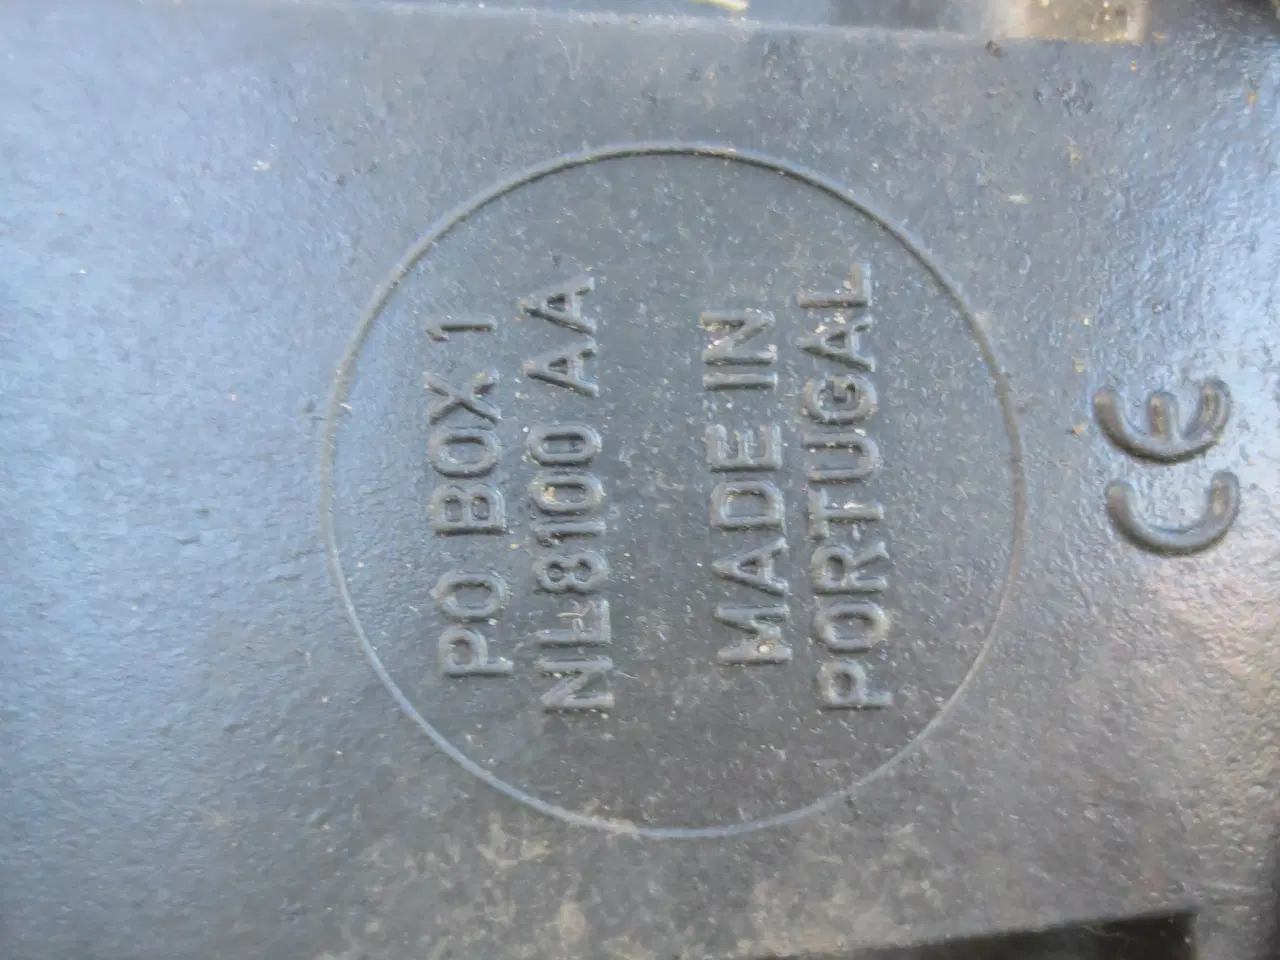 PO BOX 1
NL8100 AA
MADE IN
PORTUGAL
CE